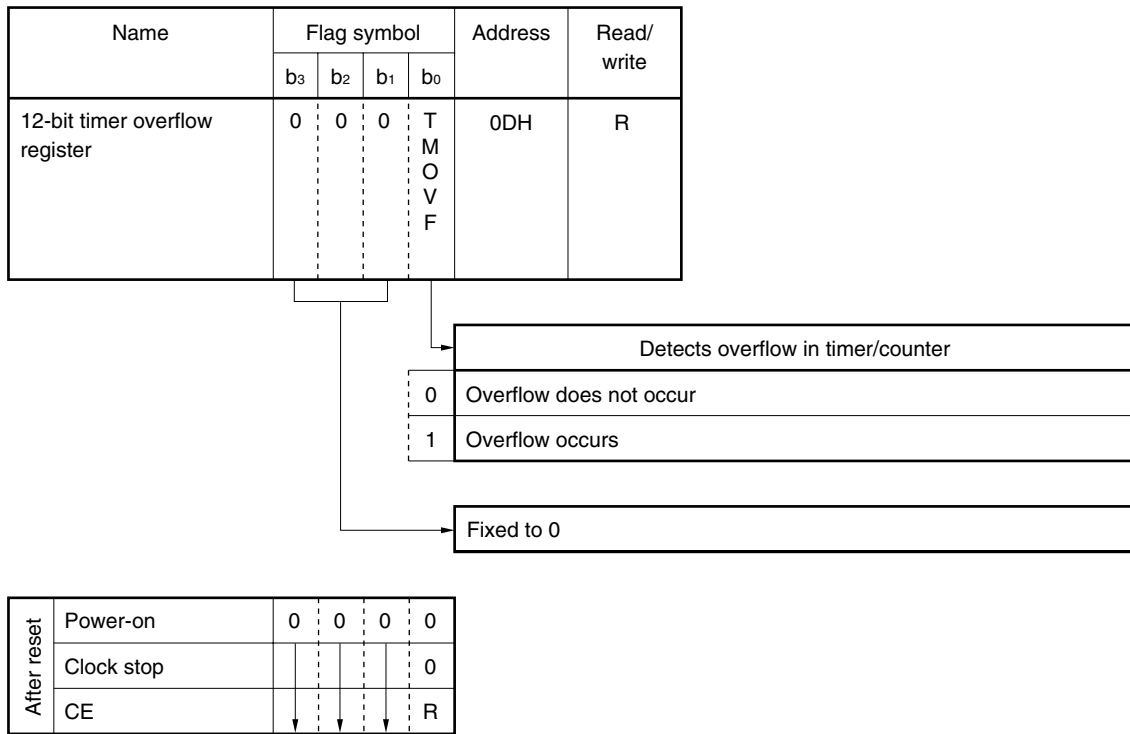 Name Flag symbol Address Read/
write
b3 b2 b1 b0
12-bit timer overflow 0 0 0 T 0DH R
register M
O
V
F
Detects overflow in timer/counter
0 Overflow does not occur
1 Overflow occurs
Fixed to 0
After reset
Power-on 0 0 0 0
Clock stop 0
CE R